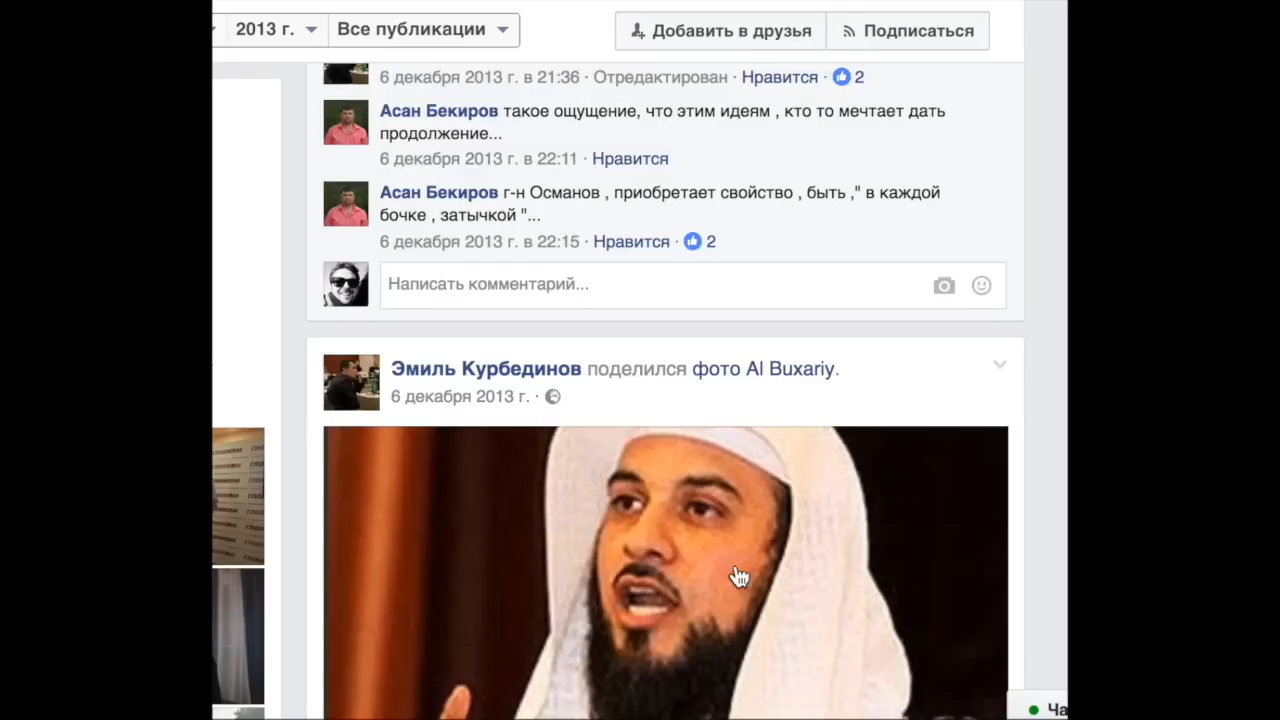 2013 г.
Все публикации
Добавить в друзья
Подписаться
6 декабря 2013 г. в 21:36 · Отредактирован · Нравится · 2
Асан Бекиров такое ощущение, что этим идеям , кто то мечтает дать
продолжение...
6 декабря 2013 г. в 22:11 · Нравится
Асан Бекиров г-н Османов , приобретает свойство , быть ," в каждой
бочке , затычкой "...
6 декабря 2013 г. в 22:15 · Нравится · 2
Написать комментарий...
Эмиль Курбединов поделился фото Al Buxariy.
6 декабря 2013 г. ·
Ча